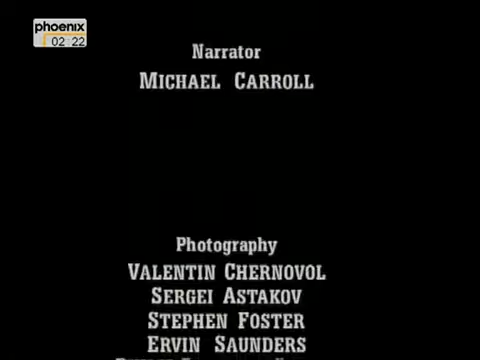 phoenix
02 22
Narrator
MICHAEL CARROLL
Photography
VALENTIN CHERNOVOL
SERGEI ASTAKOV
STEPHEN FOSTER
ERVIN SAUNDERS